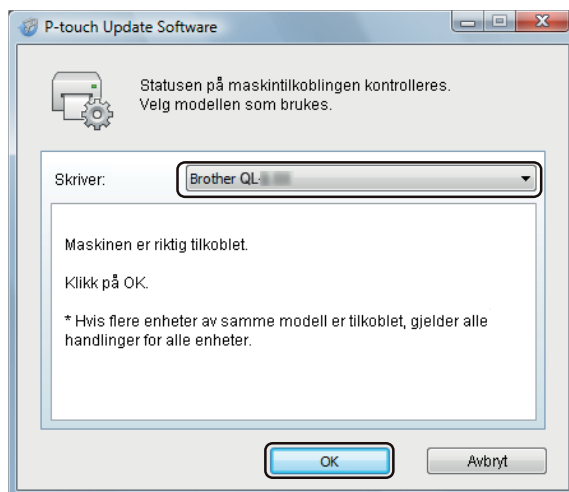 P-touch Update Software
Statusen på maskintilkoblingen kontrolleres.
Velg modellen som brukes.
Skriver:
Brother QL-
Maskinen er riktig tilkoblet.
Klikk på OK.
* Hvis flere enheter av samme modell er tilkoblet, gjelder alle
handlinger for alle enheter.
OK
Avbryt